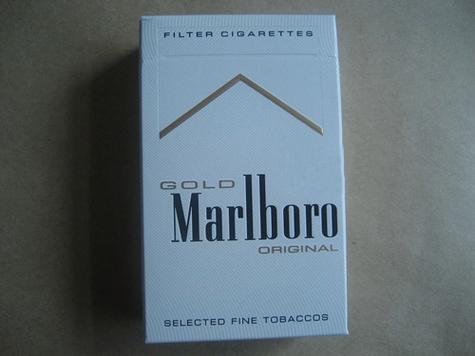 FILTER CIGARETTES
GOLD
Marlboro
ORIGINAL
SELECTED FINE TOBACCOS